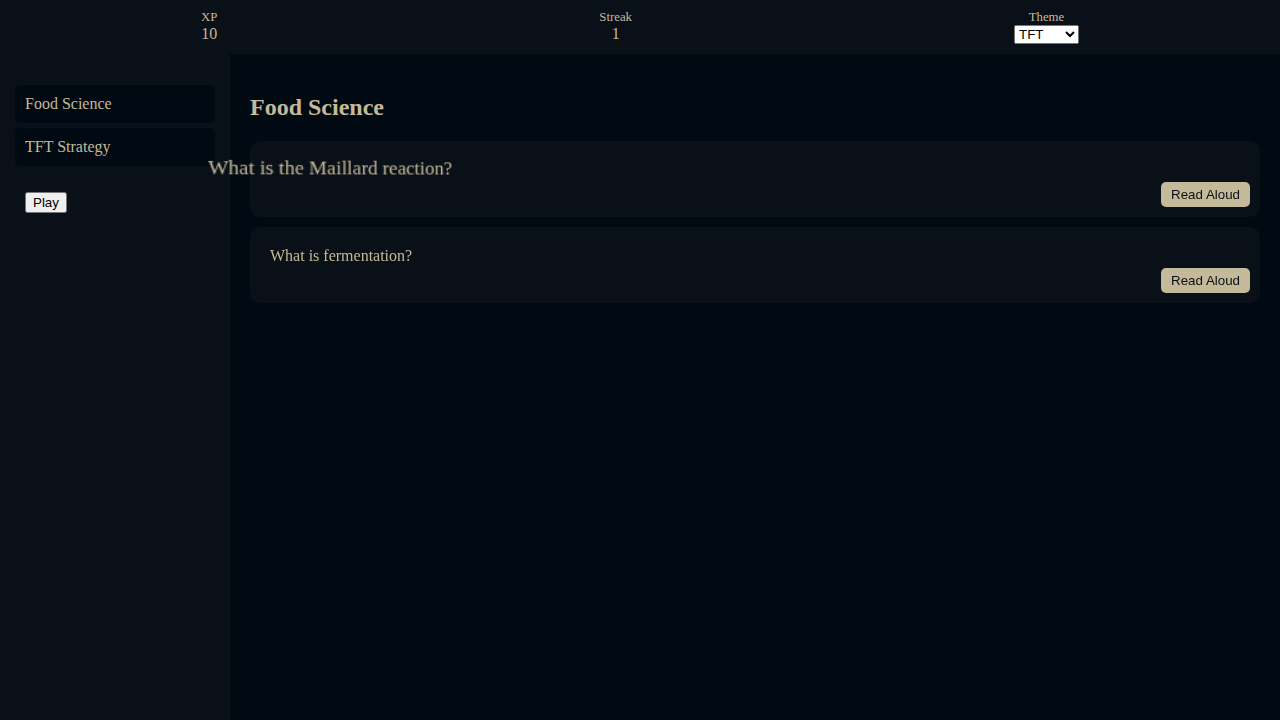 XP
10
Streak
1
Theme
TFT
Food Science
TFT Strategy
Play
Food Science
What is the Maillard reaction?
Read Aloud
What is fermentation?
Read Aloud